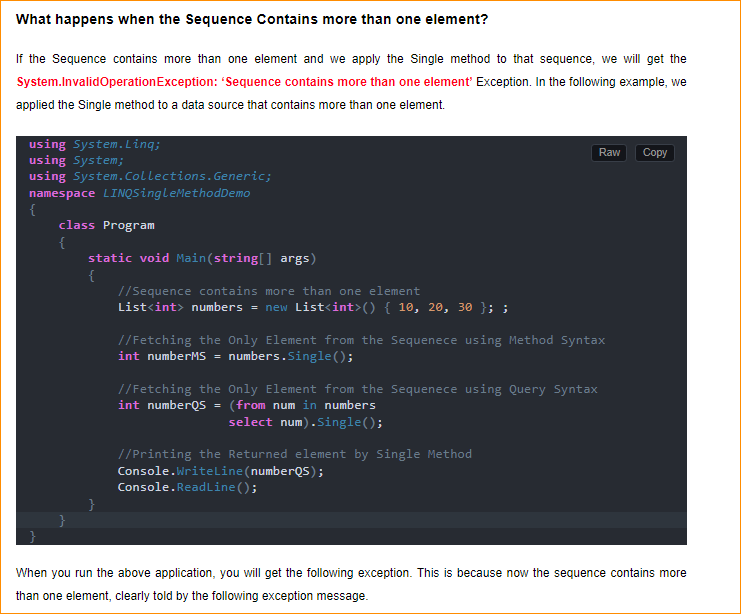 What happens when the Sequence Contains more than one element?
If the Sequence contains more than one element and we apply the Single method to that sequence, we will get the
System.InvalidOperationException: ‘Sequence contains more than one element’ Exception. In the following example, we
applied the Single method to a data source that contains more than one element.
Raw Copy
using System.Linq;
using System;
using System.Collections.Generic;
namespace LINQSingleMethodDemo
{
    class Program
    {
        static void Main(string[] args)
        {
            //Sequence contains more than one element
            List<int> numbers = new List<int>() { 10, 20, 30 }; ;
            //Fetching the Only Element from the Sequenece using Method Syntax
            int numberMS = numbers.Single();
            //Fetching the Only Element from the Sequenece using Query Syntax
            int numberQS = (from num in numbers
                           select num).Single();
            //Printing the Returned element by Single Method
            Console.WriteLine(numberQS);
            Console.ReadLine();
        }
    }
}
When you run the above application, you will get the following exception. This is because now the sequence contains more
than one element, clearly told by the following exception message.